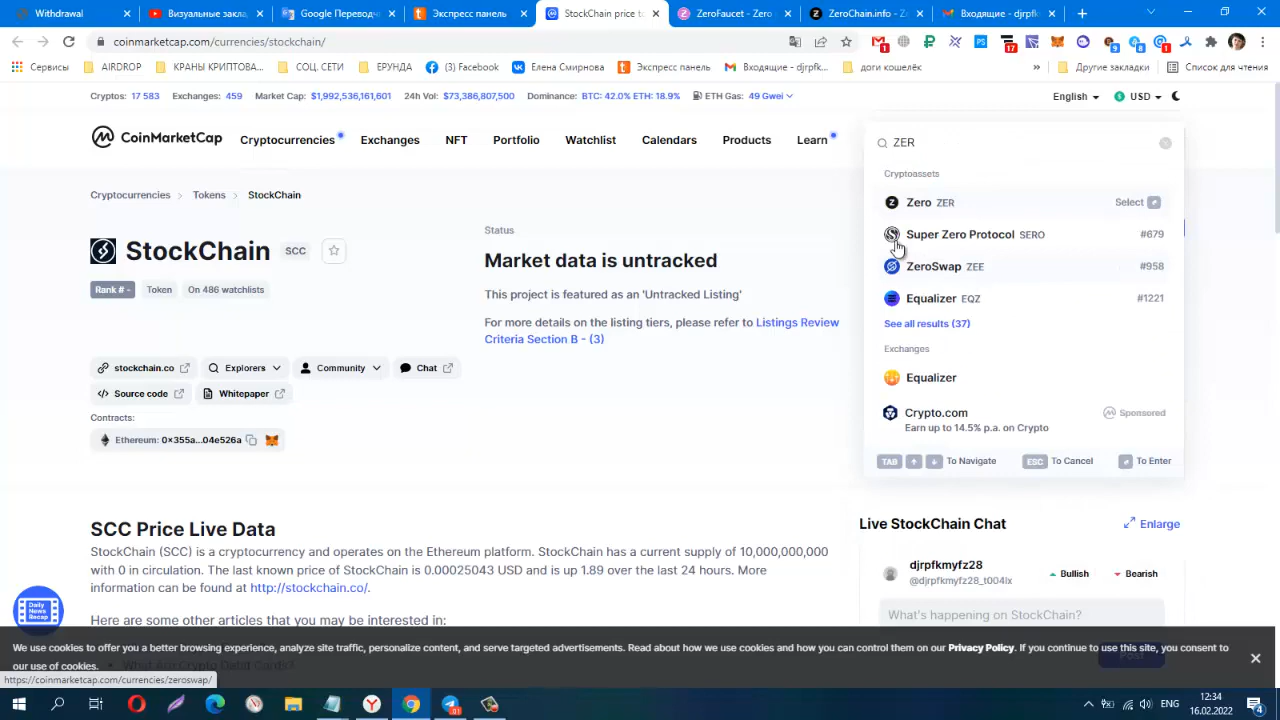 Withdrawal
Визуальные закла
Google Переводч
Экспресс панель
StockChain price to
ZeroFaucet - Ze
ZeroChain.info - Z
Входящие - djrpfk
coinmarketcap.com/currencies/stockchain/
1
17
9
8
1
Сервисы
AIRDROP
КРАНЫ КРИПТОВА...
СОЦ. СЕТИ
ЕРУНДА
(3) Facebook
Елена Смирнова
Экспресс панель
Входящие - djrpfk...
доги кошелёк
»
Другие закладки
Список для чтения
Cryptos: 17 583
Exchanges: 459
Market Cap: $1,992,536,161,601
24h Vol: $73,386,807,500
Dominance: BTC: 42.0% ETH: 18.9%
ETH Gas: 49 Gwei
English
USD
CoinMarketCap
Cryptocurrencies
Exchanges
NFT
Portfolio
Watchlist
Calendars
Products
Learn
ZER
Cryptoassets
Zero ZER
Select
Super Zero Protocol SERO
#679
ZeroSwap ZEE
#958
Equalizer EQZ
#1221
See all results (37)
Exchanges
Equalizer
Crypto.com
Sponsored
Earn up to 14.5% p.a. on Crypto
TAB To Navigate
ESC To Cancel
To Enter
Cryptocurrencies
Tokens
StockChain
StockChain SCC
Rank # -
Token
On 486 watchlists
Status
Market data is untracked
This project is featured as an 'Untracked Listing'
For more details on the listing tiers, please refer to Listings Review
Criteria Section B - (3)
stockchain.co
Explorers
Community
Chat
Source code
Whitepaper
Contracts:
Ethereum: 0x355a...04e526a
SCC Price Live Data
StockChain (SCC) is a cryptocurrency and operates on the Ethereum platform. StockChain has a current supply of 10,000,000,000
with 0 in circulation. The last known price of StockChain is 0.00025043 USD and is up 1.89 over the last 24 hours. More
information can be found at http://stockchain.co/.
Here are some other articles that you may be interested in:
Live StockChain Chat
Enlarge
djrpfkmyfz28
@djrpfkmyfz28_t004ix
Bullish
Bearish
What's happening on StockChain?
Daily
News
Recap
We use cookies to offer you a better browsing experience, analyze site traffic, personalize content, and serve targeted advertisements. Read about how we use cookies and how you can control them on our Privacy Policy. If you continue to use this site, you consent to
our use of cookies.
https://coinmarketcap.com/currencies/zeroswap/
ENG
12:34
16.02.2022
4